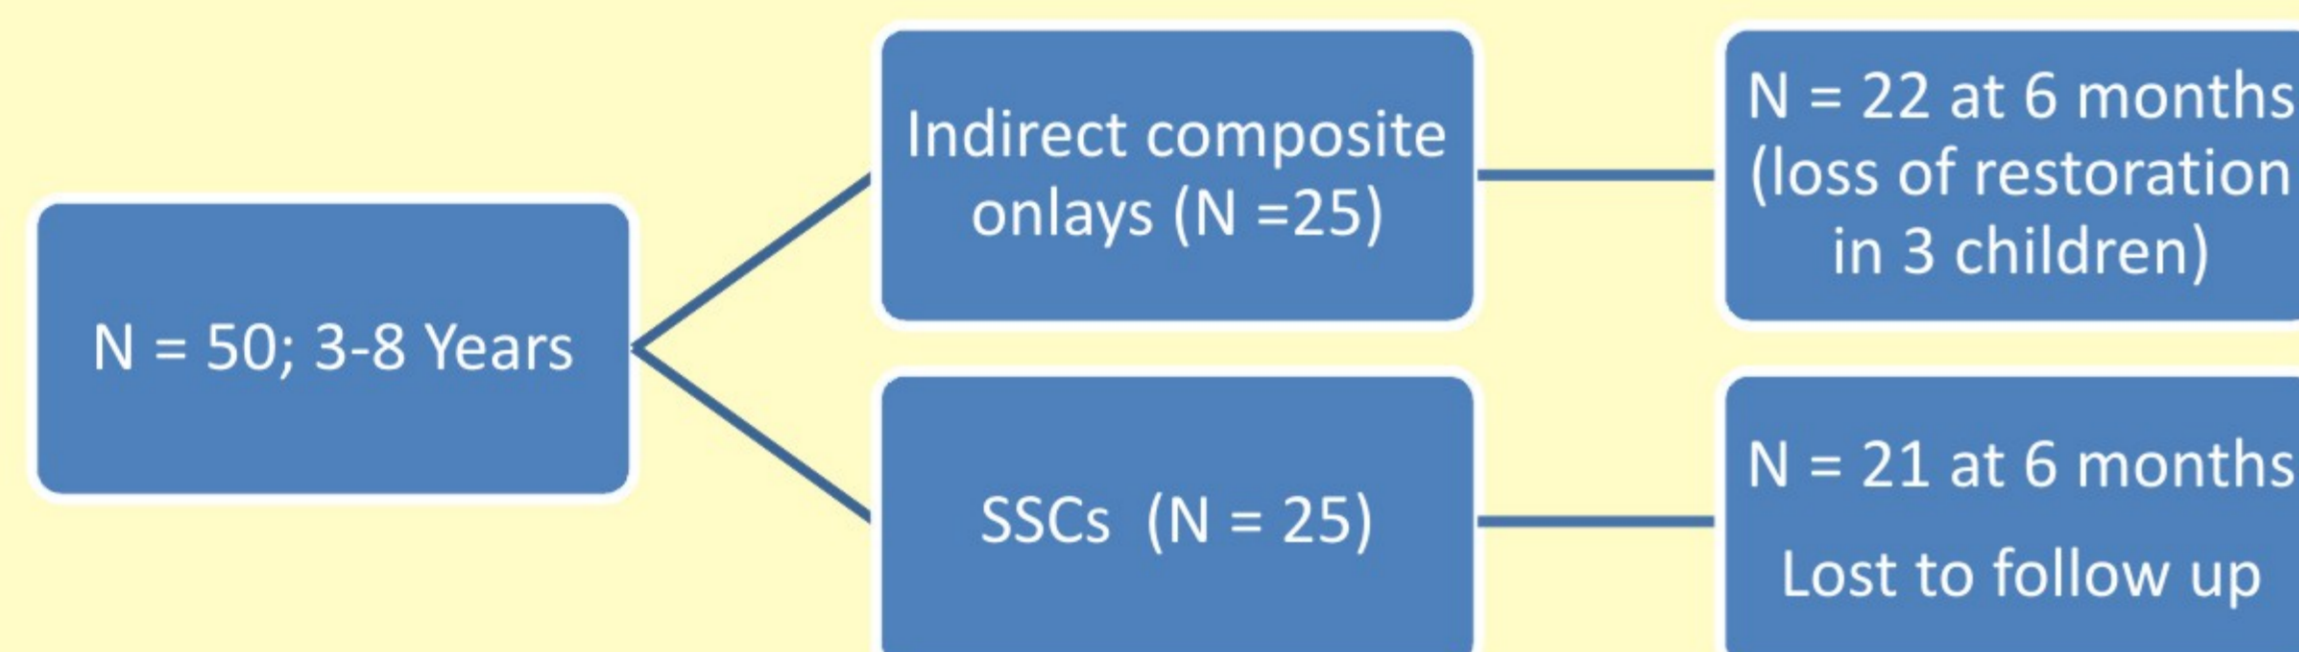 N = 50; 3-8 Years
Indirect composite
onlays (N =25)
N = 22 at 6 months
(loss of restoration
in 3 children)
SSCs  (N = 25)
N = 21 at 6 months
Lost to follow up